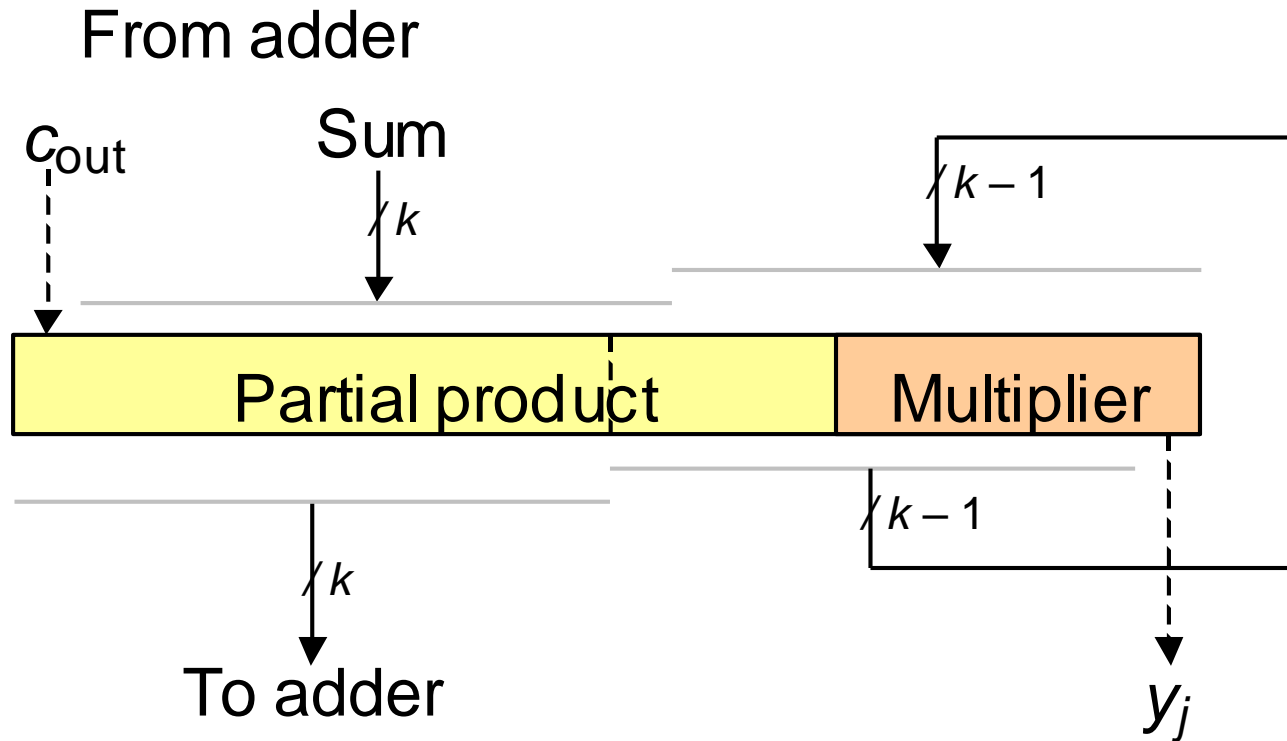 From adder
c_out
Sum
/ k
/ k – 1
Partial product
Multiplier
/ k – 1
/ k
To adder
y_j